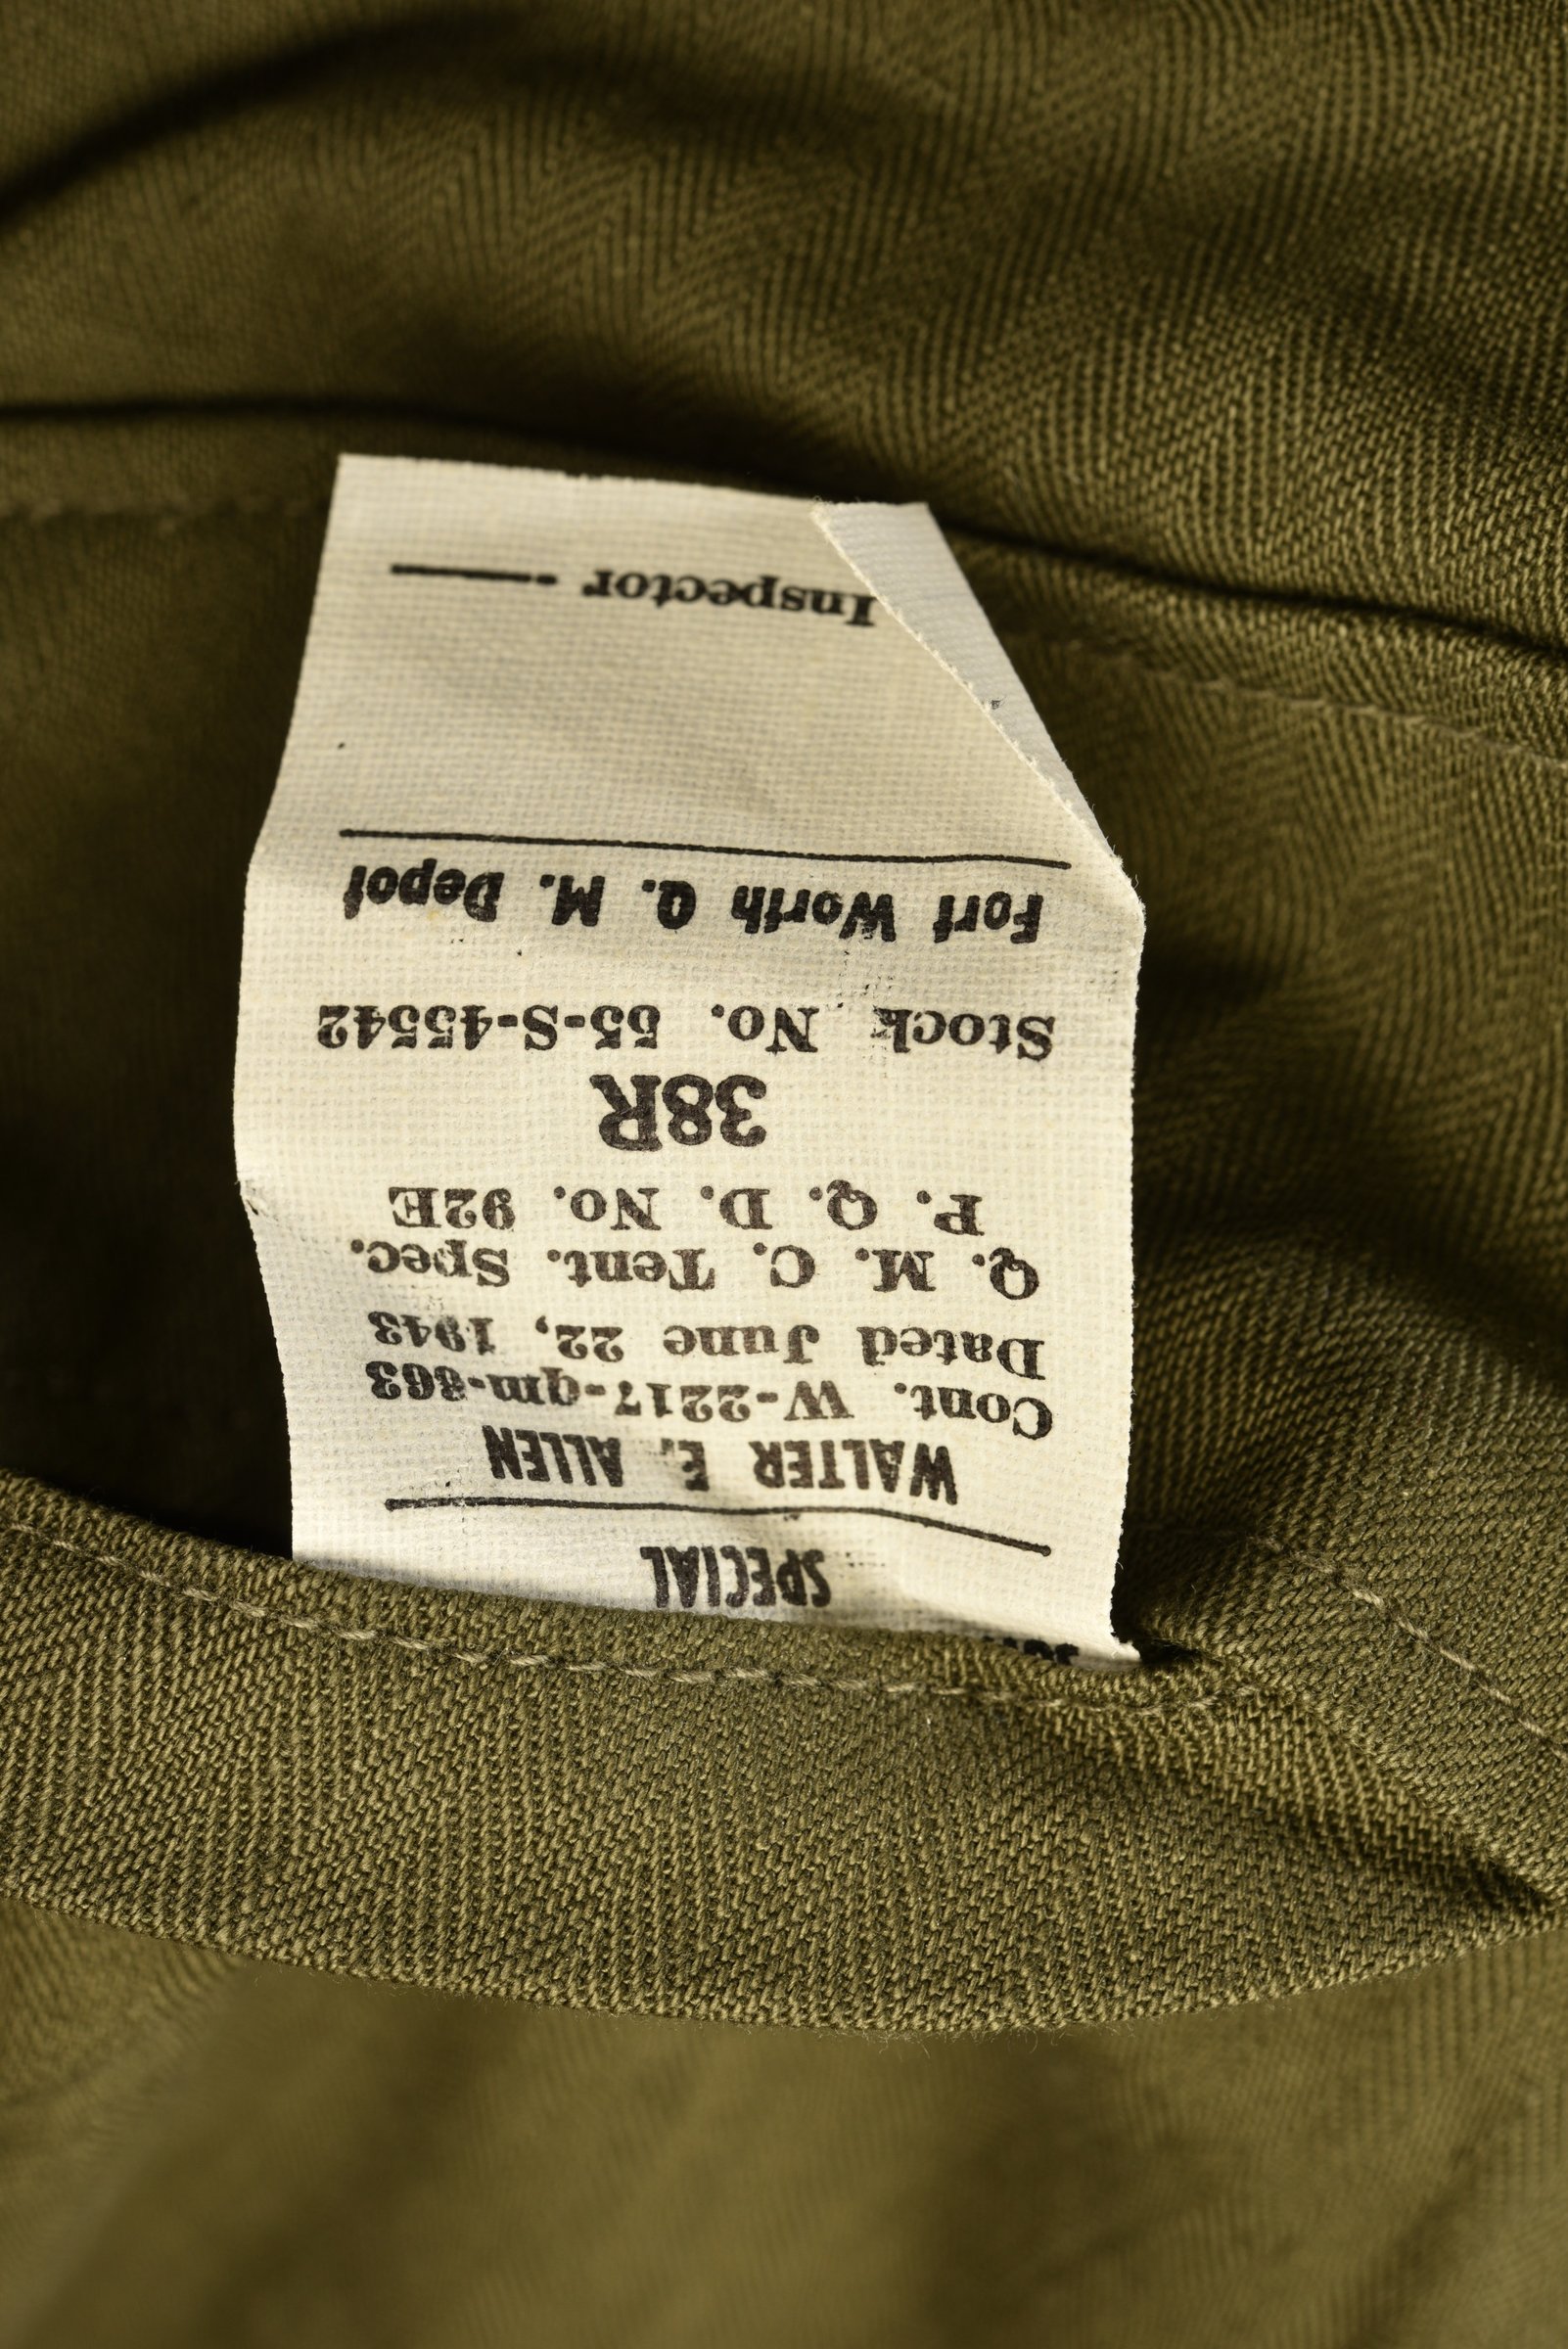 SPECIAL
WALTER E. ALLEN
Cont. W-2217-qm-863
Dated June 22, 1943
Q. M. C. Tent. Spec.
P. Q. D. No. 92E
38R
Stock No. 55-S-45542
Fort Worth Q. M. Depot
Inspector